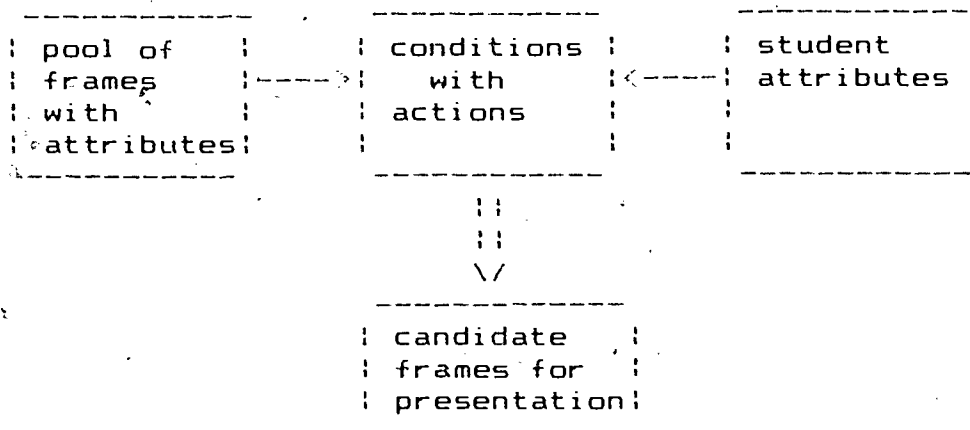 pool of
frames
with
attributes
conditions
with
actions
student
attributes
candidate
frames for
presentation